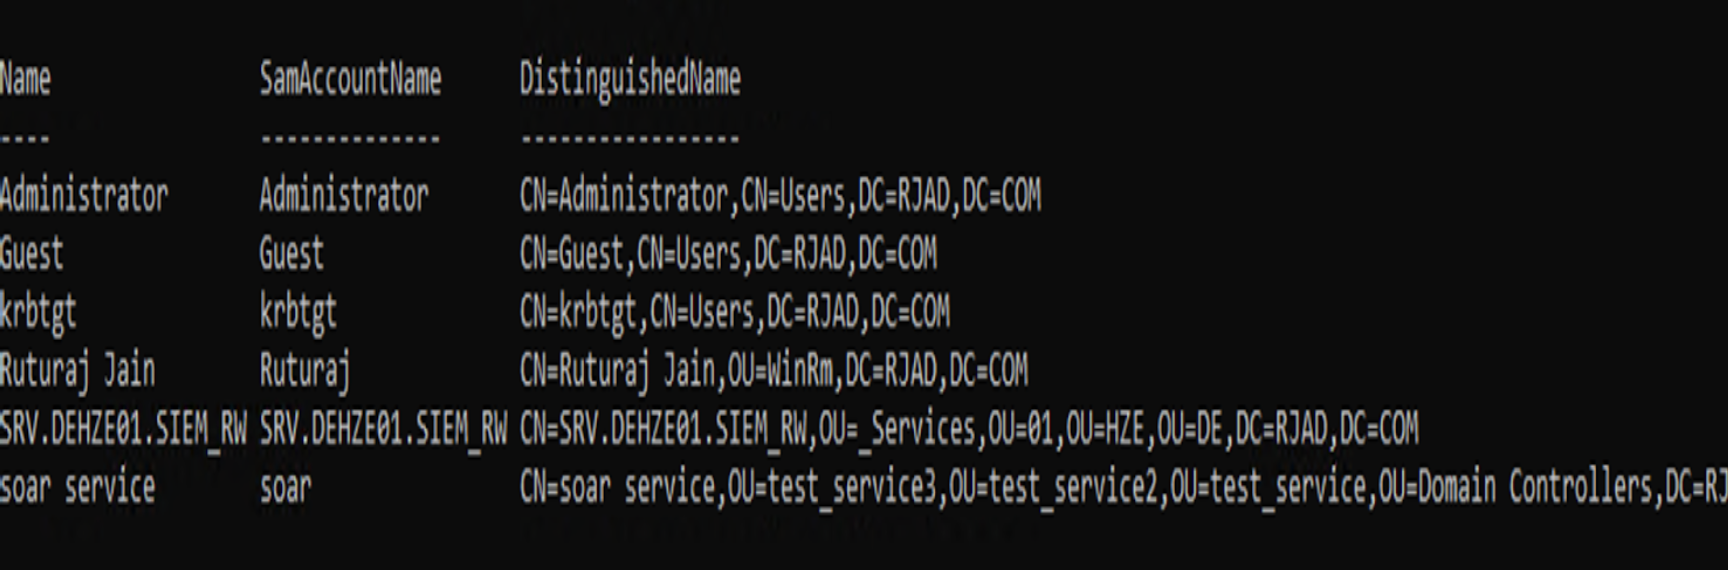 Name SamAccountName DistinguishedName
---- -------------- -----------------
Administrator Administrator CN=Administrator,CN=Users,DC=RJAD,DC=COM
Guest Guest CN=Guest,CN=Users,DC=RJAD,DC=COM
krbtgt krbtgt CN=krbtgt,CN=Users,DC=RJAD,DC=COM
Ruturaj Jain Ruturaj CN=Ruturaj Jain,OU=WinRm,DC=RJAD,DC=COM
SRV.DEHZE01.SIEM_RW SRV.DEHZE01.SIEM_RW CN=SRV.DEHZE01.SIEM_RW,OU=_Services,OU=01,OU=HZE,OU=DE,DC=RJAD,DC=COM
soar service soar CN=soar service,OU=test_service3,OU=test_service2,OU=test_service,OU=Domain Controllers,DC=RJ